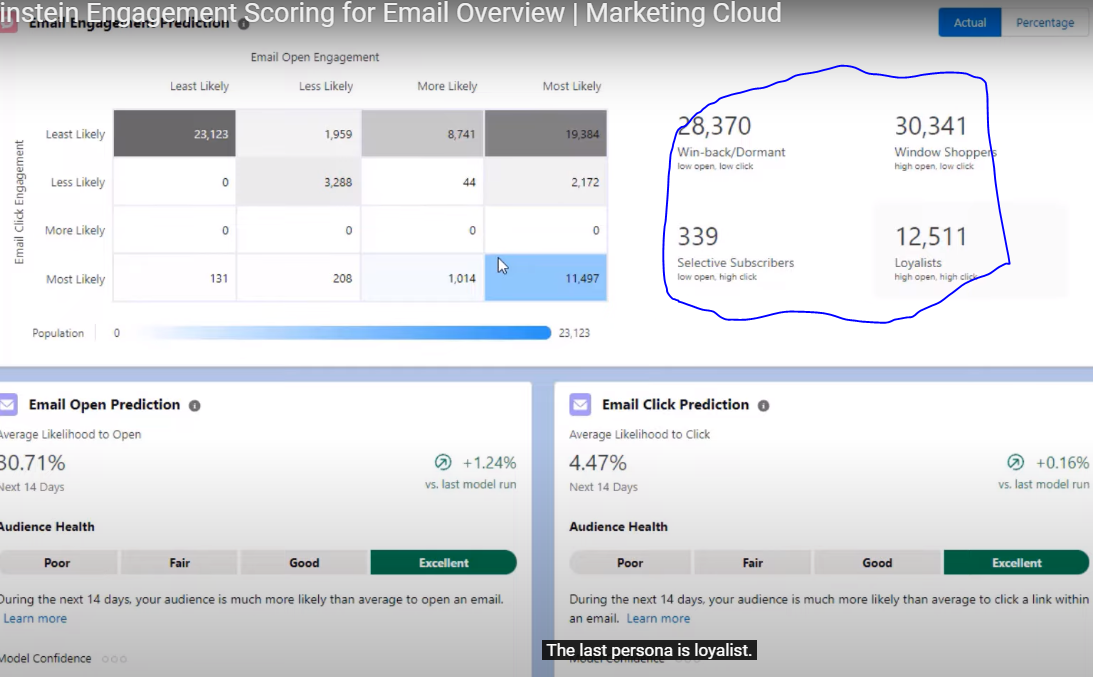 instein Engagement Scoring for Email Overview | Marketing Cloud
Email Engagement Prediction
Actual Percentage
Email Open Engagement
Least Likely Less Likely More Likely Most Likely
Email Click Engagement
Least Likely 23,123 1,959 8,741 19,384
Less Likely 0 3,288 44 2,172
More Likely 0 0 0 0
Most Likely 131 208 1,014 11,497
Population 0 23,123
28,370
Win-back/Dormant
low open, low click
30,341
Window Shoppers
high open, low click
339
Selective Subscribers
low open, high click
12,511
Loyalists
high open, high click
Email Open Prediction
Average Likelihood to Open
30.71% +1.24%
Next 14 Days vs. last model run
Audience Health
Poor Fair Good Excellent
During the next 14 days, your audience is much more likely than average to open an email.
Learn more
Model Confidence
Email Click Prediction
Average Likelihood to Click
4.47% +0.16%
Next 14 Days vs. last model run
Audience Health
Poor Fair Good Excellent
During the next 14 days, your audience is much more likely than average to click a link within
an email. Learn more
Model Confidence
The last persona is loyalist.